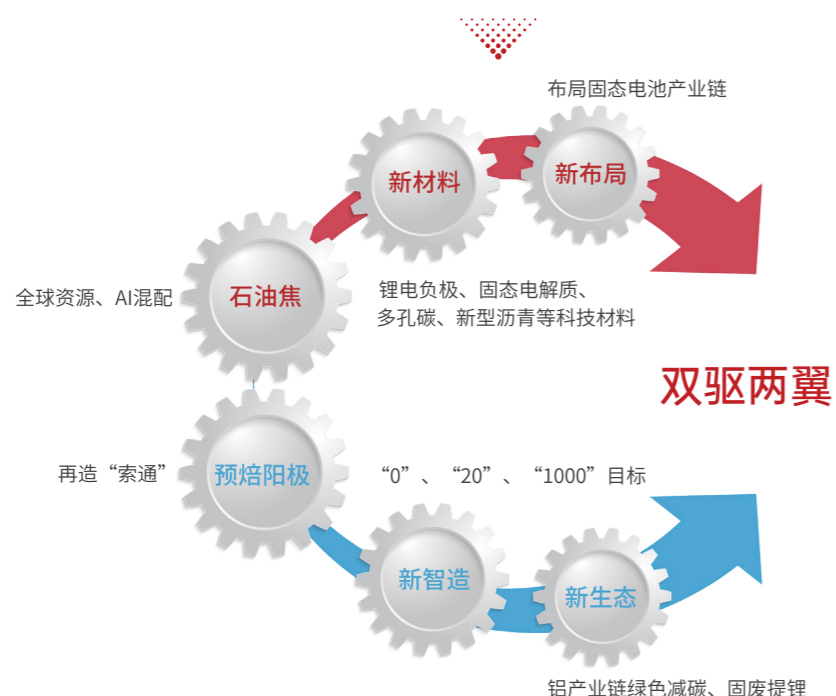 布局固态电池产业链
新布局
新材料
石油焦
全球资源、AI混配
锂电负极、固态电解质、
多孔碳、新型沥青等科技材料
双驱两翼
预焙阳极
再造“索通”
“0”、“20”、“1000”目标
新智造
新生态
铝产业链绿色减碳、固废提锂